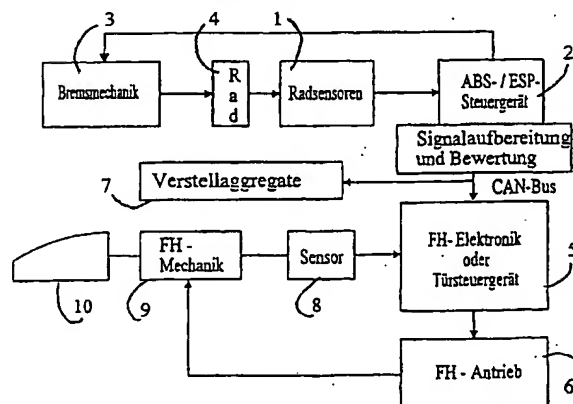 3
4
1
2
Bremsmechanik
R
a
d
Radsensoren
ABS- / ESP-
Steuergerät
Signalaufbereitung
und Bewertung
CAN-Bus
7
Verstellaggregate
FH -
Mechanik
Sensor
FH- Elektronik
oder
Türsteuergerät
5
10
9
8
FH - Antrieb
6